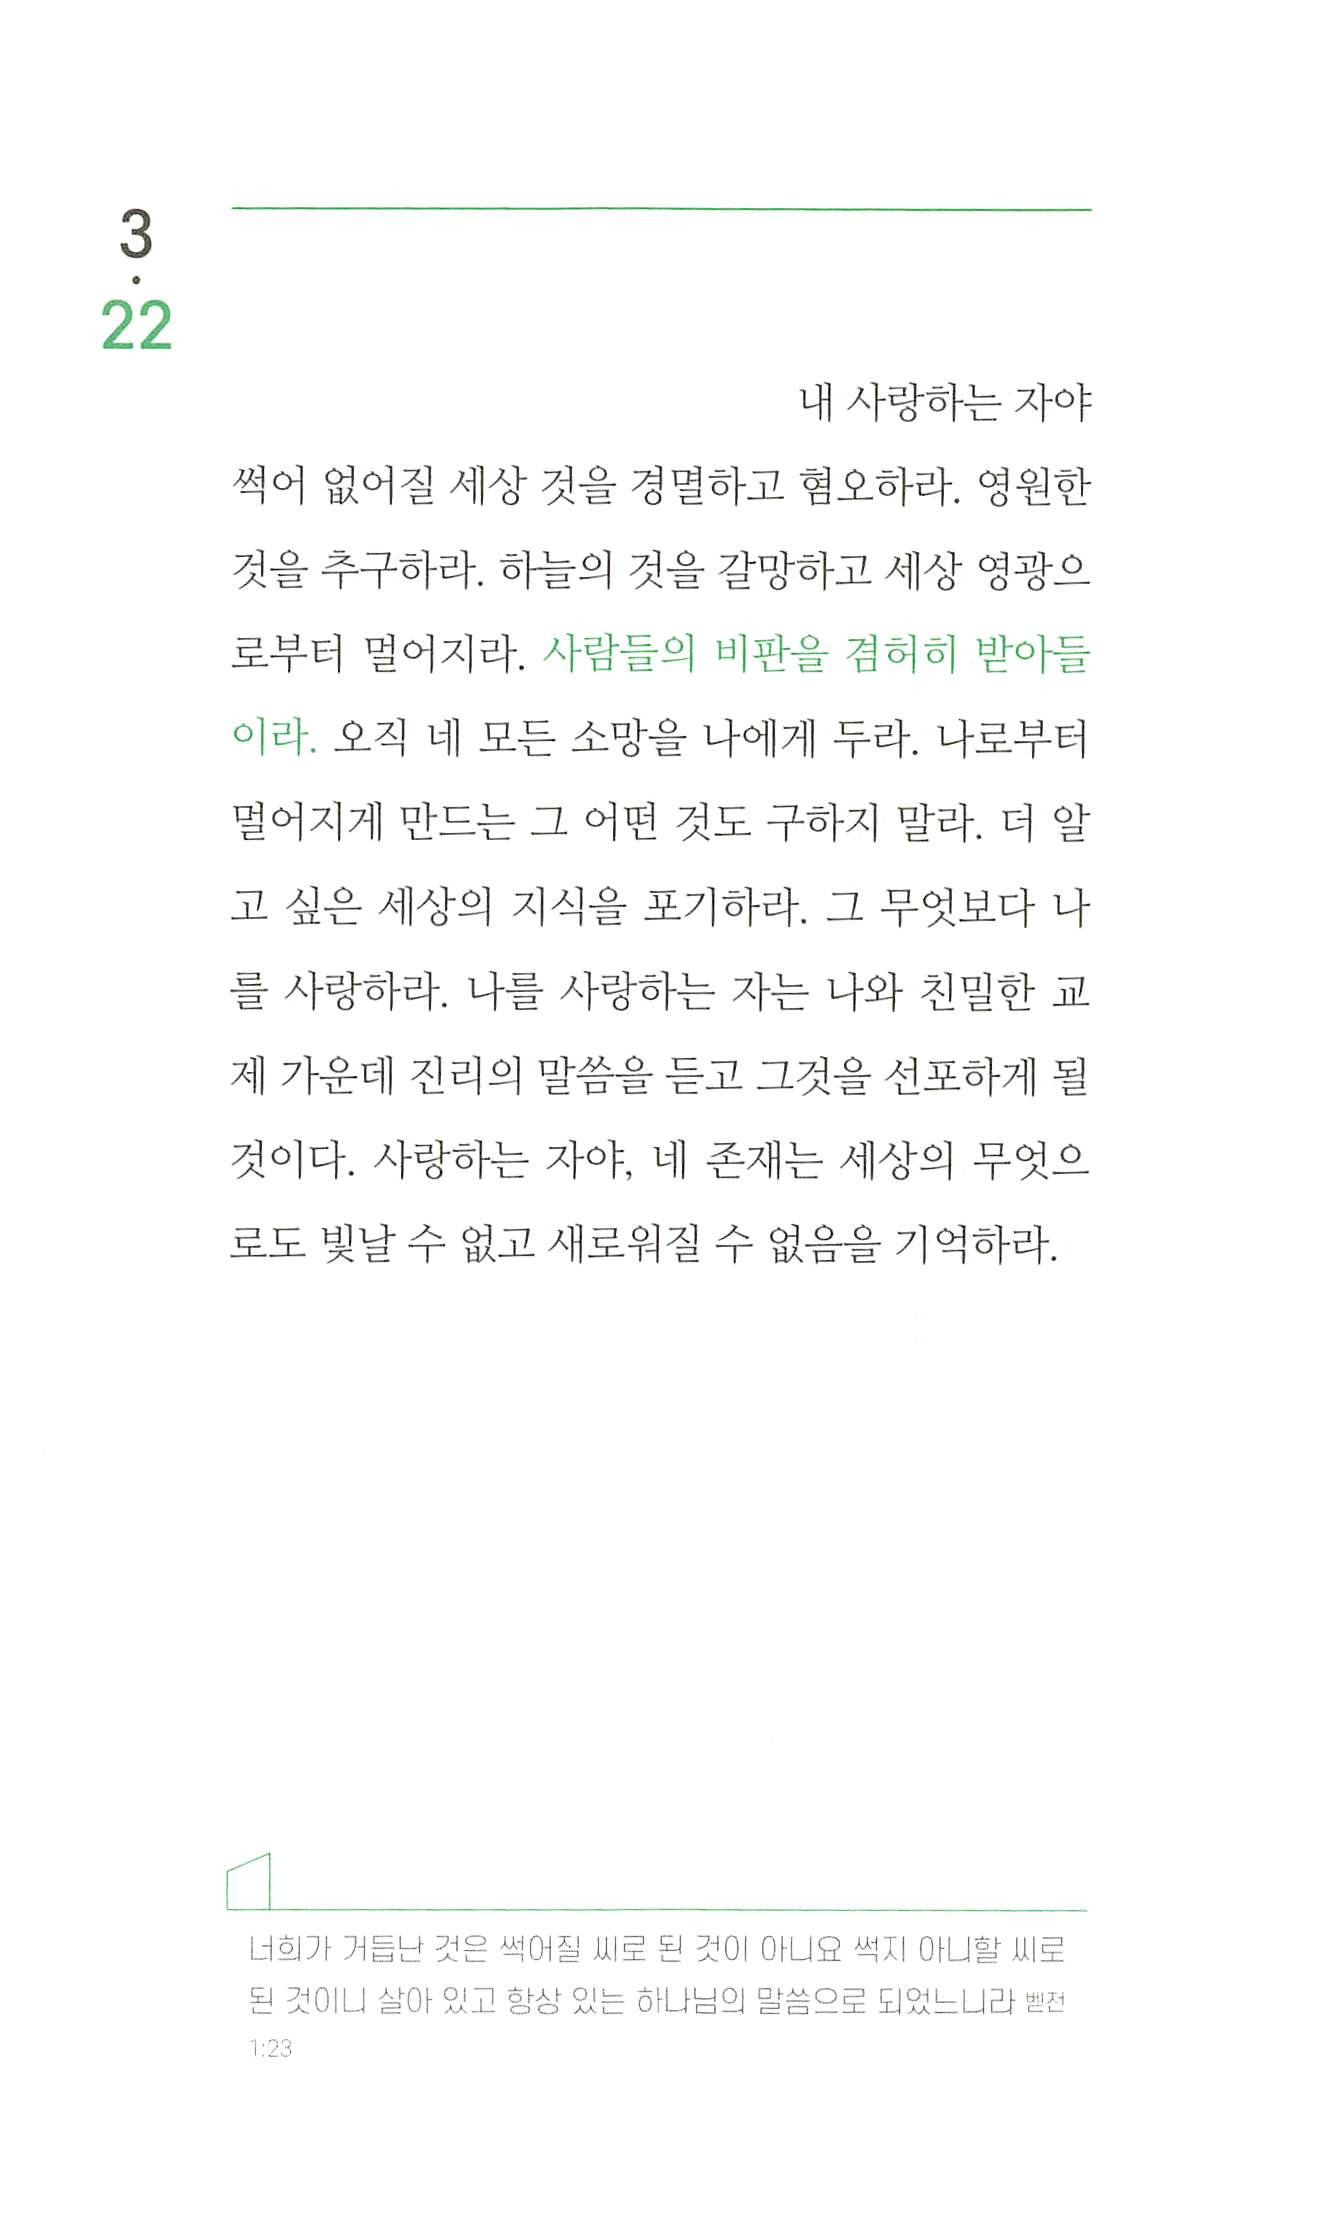 3
·
22
내 사랑하는 자야
썩어 없어질 세상 것을 경멸하고 혐오하라. 영원한
것을 추구하라. 하늘의 것을 갈망하고 세상 영광으
로부터 멀어지라. 사람들의 비판을 겸허히 받아들
이라. 오직 네 모든 소망을 나에게 두라. 나로부터
멀어지게 만드는 그 어떤 것도 구하지 말라. 더 알
고 싶은 세상의 지식을 포기하라. 그 무엇보다 나
를 사랑하라. 나를 사랑하는 자는 나와 친밀한 교
제 가운데 진리의 말씀을 듣고 그것을 선포하게 될
것이다. 사랑하는 자야, 네 존재는 세상의 무엇으
로도 빛날 수 없고 새로워질 수 없음을 기억하라.
너희가 거듭난 것은 썩어질 씨로 된 것이 아니요 썩지 아니할 씨로
된 것이니 살아 있고 항상 있는 하나님의 말씀으로 되었느니라 벧전
1:23